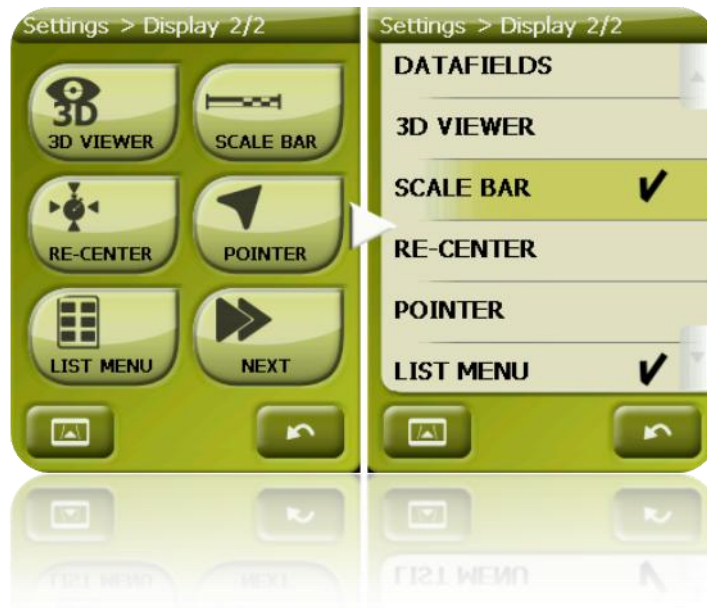 Settings > Display 2/2
3D
3D VIEWER
SCALE BAR
RE-CENTER
POINTER
LIST MENU
NEXT
Settings > Display 2/2
DATAFIELDS
3D VIEWER
SCALE BAR
RE-CENTER
POINTER
LIST MENU